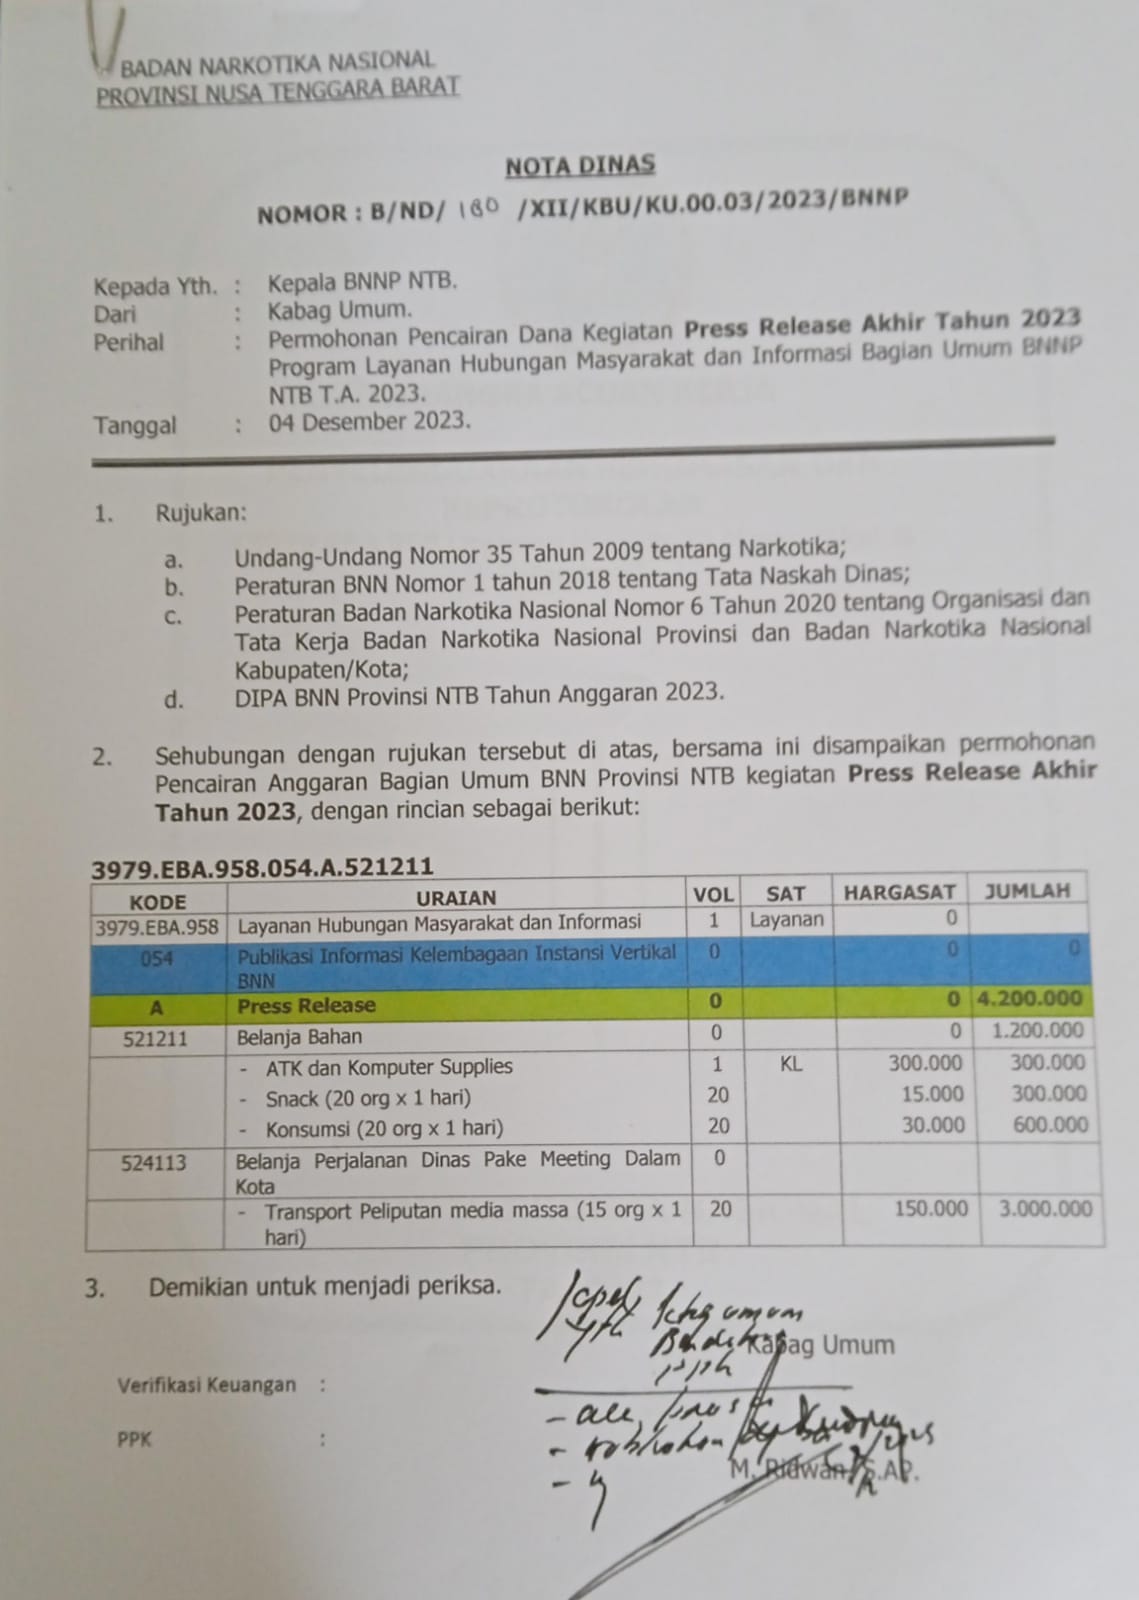 BADAN NARKOTIKA NASIONAL
PROVINSI NUSA TENGGARA BARAT
NOTA DINAS
NOMOR : B/ND/ 180 /XII/KBU/KU.00.03/2023/BNNP
Kepada Yth. : Kepala BNNP NTB.
Dari : Kabag Umum.
Perihal : Permohonan Pencairan Dana Kegiatan Press Release Akhir Tahun 2023
Program Layanan Hubungan Masyarakat dan Informasi Bagian Umum BNNP
NTB T.A. 2023.
Tanggal : 04 Desember 2023.
1. Rujukan:
a. Undang-Undang Nomor 35 Tahun 2009 tentang Narkotika;
b. Peraturan BNN Nomor 1 tahun 2018 tentang Tata Naskah Dinas;
c. Peraturan Badan Narkotika Nasional Nomor 6 Tahun 2020 tentang Organisasi dan
Tata Kerja Badan Narkotika Nasional Provinsi dan Badan Narkotika Nasional
Kabupaten/Kota;
d. DIPA BNN Provinsi NTB Tahun Anggaran 2023.
2. Sehubungan dengan rujukan tersebut di atas, bersama ini disampaikan permohonan
Pencairan Anggaran Bagian Umum BNN Provinsi NTB kegiatan Press Release Akhir
Tahun 2023, dengan rincian sebagai berikut:
3979.EBA.958.054.A.521211
KODE URAIAN VOL SAT HARGASAT JUMLAH
3979.EBA.958 Layanan Hubungan Masyarakat dan Informasi 1 Layanan 0
054 Publikasi Informasi Kelembagaan Instansi Vertikal 0 0 0
BNN
A Press Release 0 0 4.200.000
521211 Belanja Bahan 0 0 1.200.000
- ATK dan Komputer Supplies 1 KL 300.000 300.000
- Snack (20 org x 1 hari) 20 15.000 300.000
- Konsumsi (20 org x 1 hari) 20 30.000 600.000
524113 Belanja Perjalanan Dinas Pake Meeting Dalam 0
Kota
- Transport Peliputan media massa (15 org x 1 20 150.000 3.000.000
hari)
3. Demikian untuk menjadi periksa.
umum
Kabag Umum
Verifikasi Keuangan :
PPK :
M. Ridwan, S.AP.